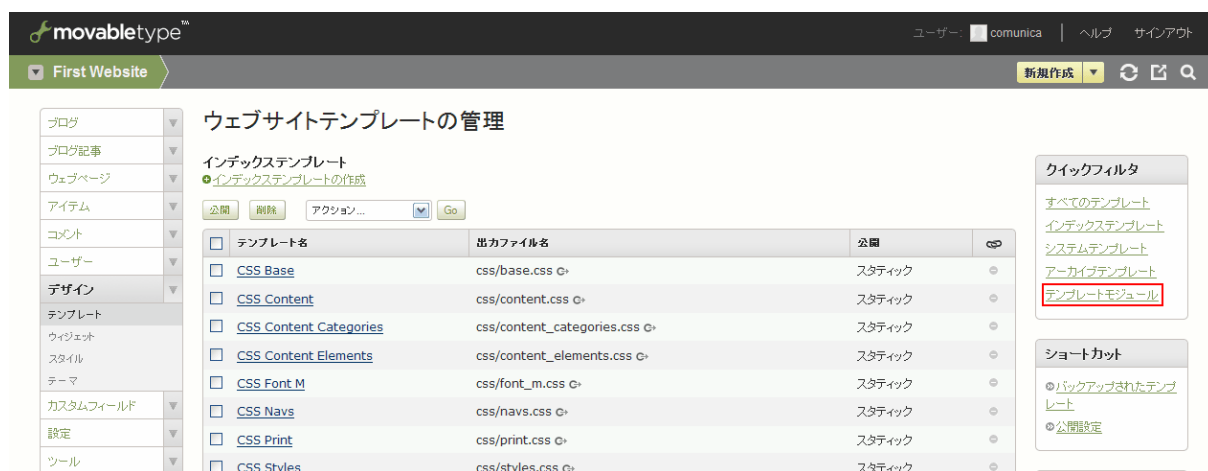 movabletype™
ユーザー: comunica | ヘルプ サインアウト
First Website
新規作成
ブログ
ブログ記事
ウェブページ
アイテム
コメント
ユーザー
デザイン
テンプレート
ウィジェット
スタイル
テーマ
カスタムフィールド
設定
ツール
ウェブサイトテンプレートの管理
インデックステンプレート
インデックステンプレートの作成
公開 削除 アクション... Go
テンプレート名 出力ファイル名 公開
CSS Base css/base.css スタティック
CSS Content css/content.css スタティック
CSS Content Categories css/content_categories.css スタティック
CSS Content Elements css/content_elements.css スタティック
CSS Font M css/font_m.css スタティック
CSS Navs css/navs.css スタティック
CSS Print css/print.css スタティック
CSS Styles css/styles.css スタティック
クイックフィルタ
すべてのテンプレート
インデックステンプレート
システムテンプレート
アーカイブテンプレート
テンプレートモジュール
ショートカット
バックアップされたテンプ
レート
公開設定